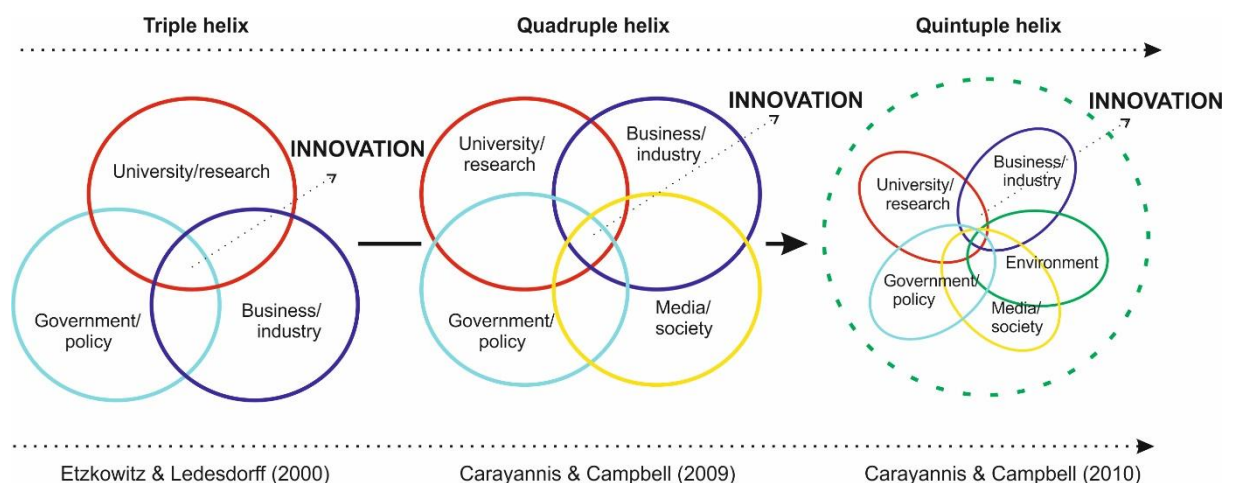 Triple helix
Quadruple helix
Quintuple helix
University/research
INNOVATION
Government/
policy
Business/
industry
University/
research
Business/
industry
INNOVATION
Government/
policy
Media/
society
University/
research
Business/
industry
INNOVATION
Environment
Government/
policy
Media/
society
Etzkowitz & Ledesdorff (2000)
Carayannis & Campbell (2009)
Carayannis & Campbell (2010)